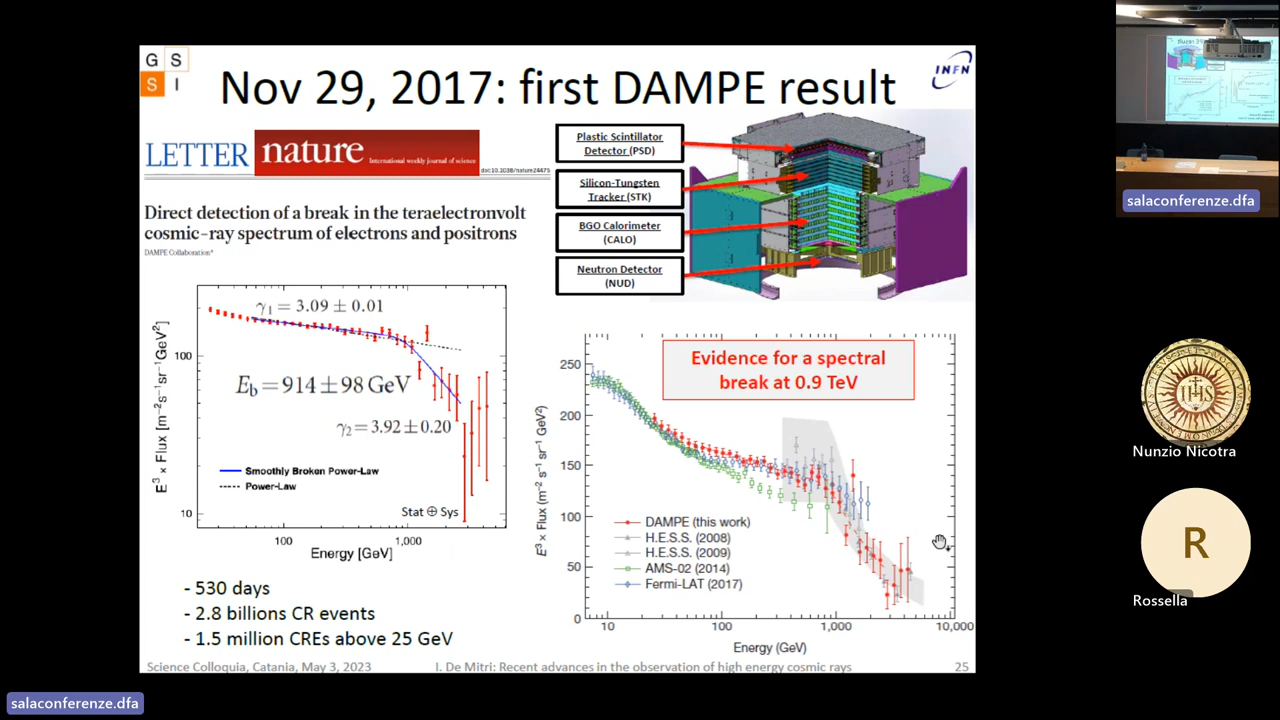 G S
S I
Nov 29, 2017: first DAMPE result
INFN
LETTER nature International weekly journal of science
doi:10.1038/nature24475
Direct detection of a break in the teraelectronvolt
cosmic-ray spectrum of electrons and positrons
DAMPE Collaboration*
Plastic Scintillator
Detector (PSD)
Silicon-Tungsten
Tracker (STK)
BGO Calorimeter
(CALO)
Neutron Detector
(NUD)
γ1 = 3.09 ± 0.01
Eb = 914 ± 98 GeV
γ2 = 3.92 ± 0.20
Smoothly Broken Power-Law
Power-Law
Stat ⊕ Sys
E³ × Flux [m⁻²s⁻¹sr⁻¹GeV²]
100
10
100
1,000
Energy [GeV]
Evidence for a spectral
break at 0.9 TeV
E³ × Flux (m⁻² s⁻¹ sr⁻¹ GeV²)
250
200
150
100
50
0
DAMPE (this work)
H.E.S.S. (2008)
H.E.S.S. (2009)
AMS-02 (2014)
Fermi-LAT (2017)
10
100
1,000
10,000
Energy (GeV)
- 530 days
- 2.8 billions CR events
- 1.5 million CREs above 25 GeV
Science Colloquia, Catania, May 3, 2023
I. De Mitri: Recent advances in the observation of high energy cosmic rays
25
salaconferenze.dfa
IHS
Nunzio Nicotra
R
Rossella
salaconferenze.dfa